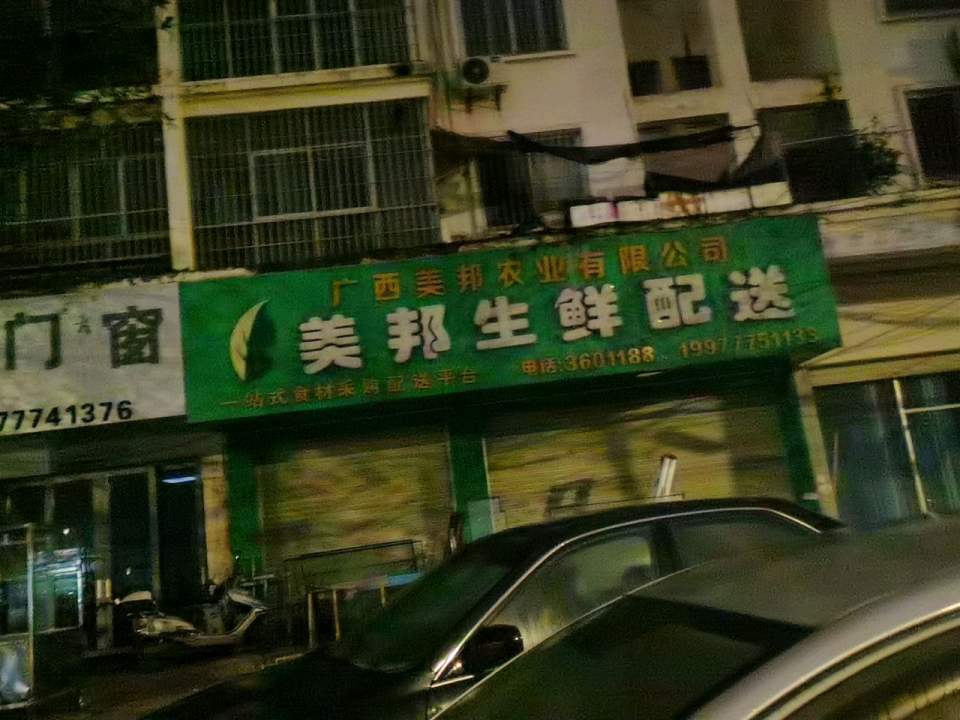 广西美邦农业有限公司
美邦生鲜配送
一站式食材采购配送平台
电话:3601188 19977751133
门窗
77741376